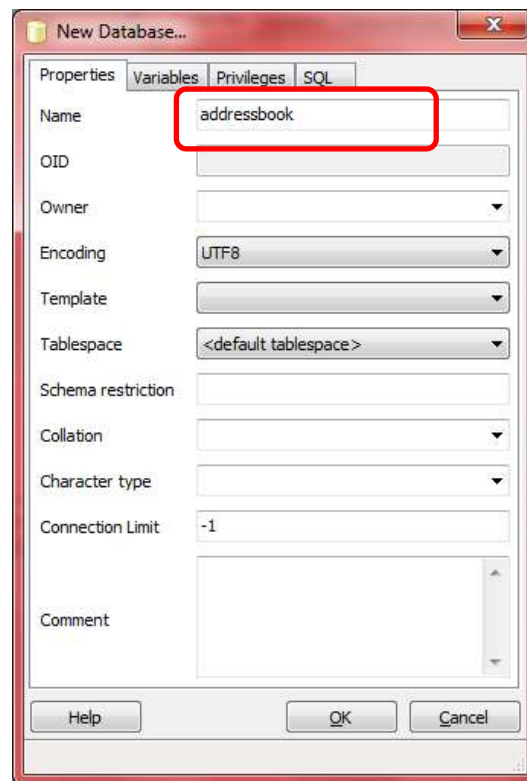 New Database...
Properties Variables Privileges SQL
Name addressbook
OID
Owner
Encoding UTF8
Template
Tablespace <default tablespace>
Schema restriction
Collation
Character type
Connection Limit -1
Comment
Help OK Cancel